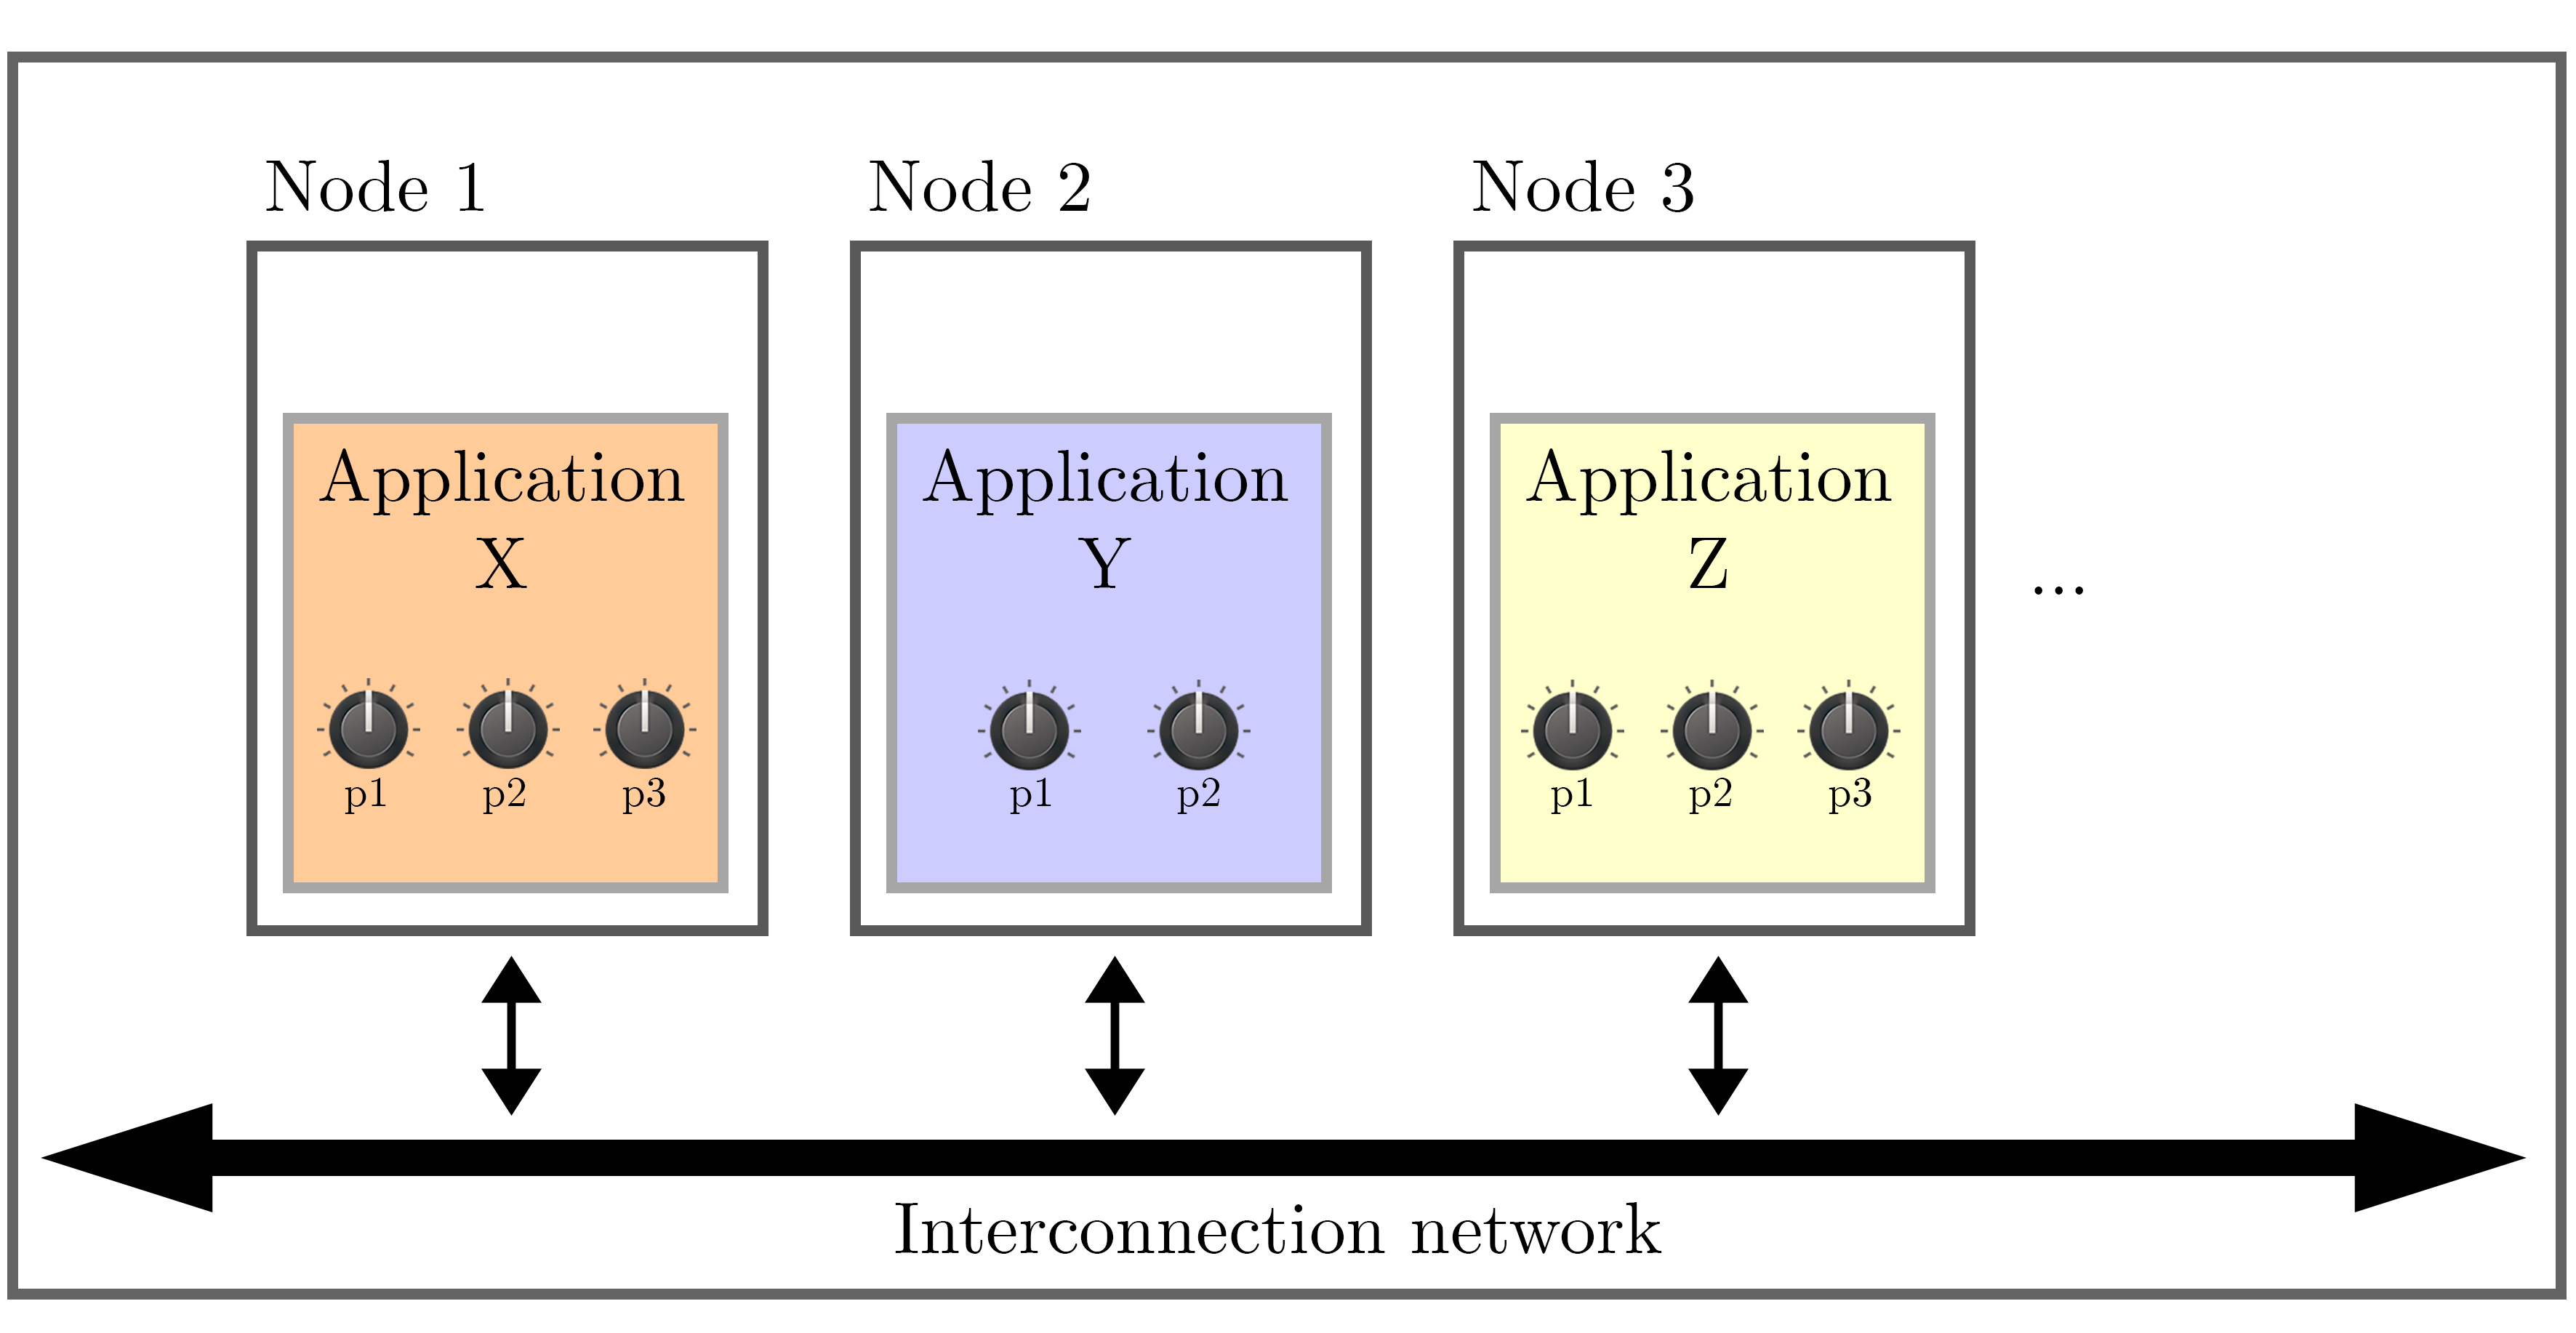 Node 1
Node 2
Node 3
Application
X
p1 p2 p3
Application
Y
p1 p2
Application
Z
p1 p2 p3
...
Interconnection network